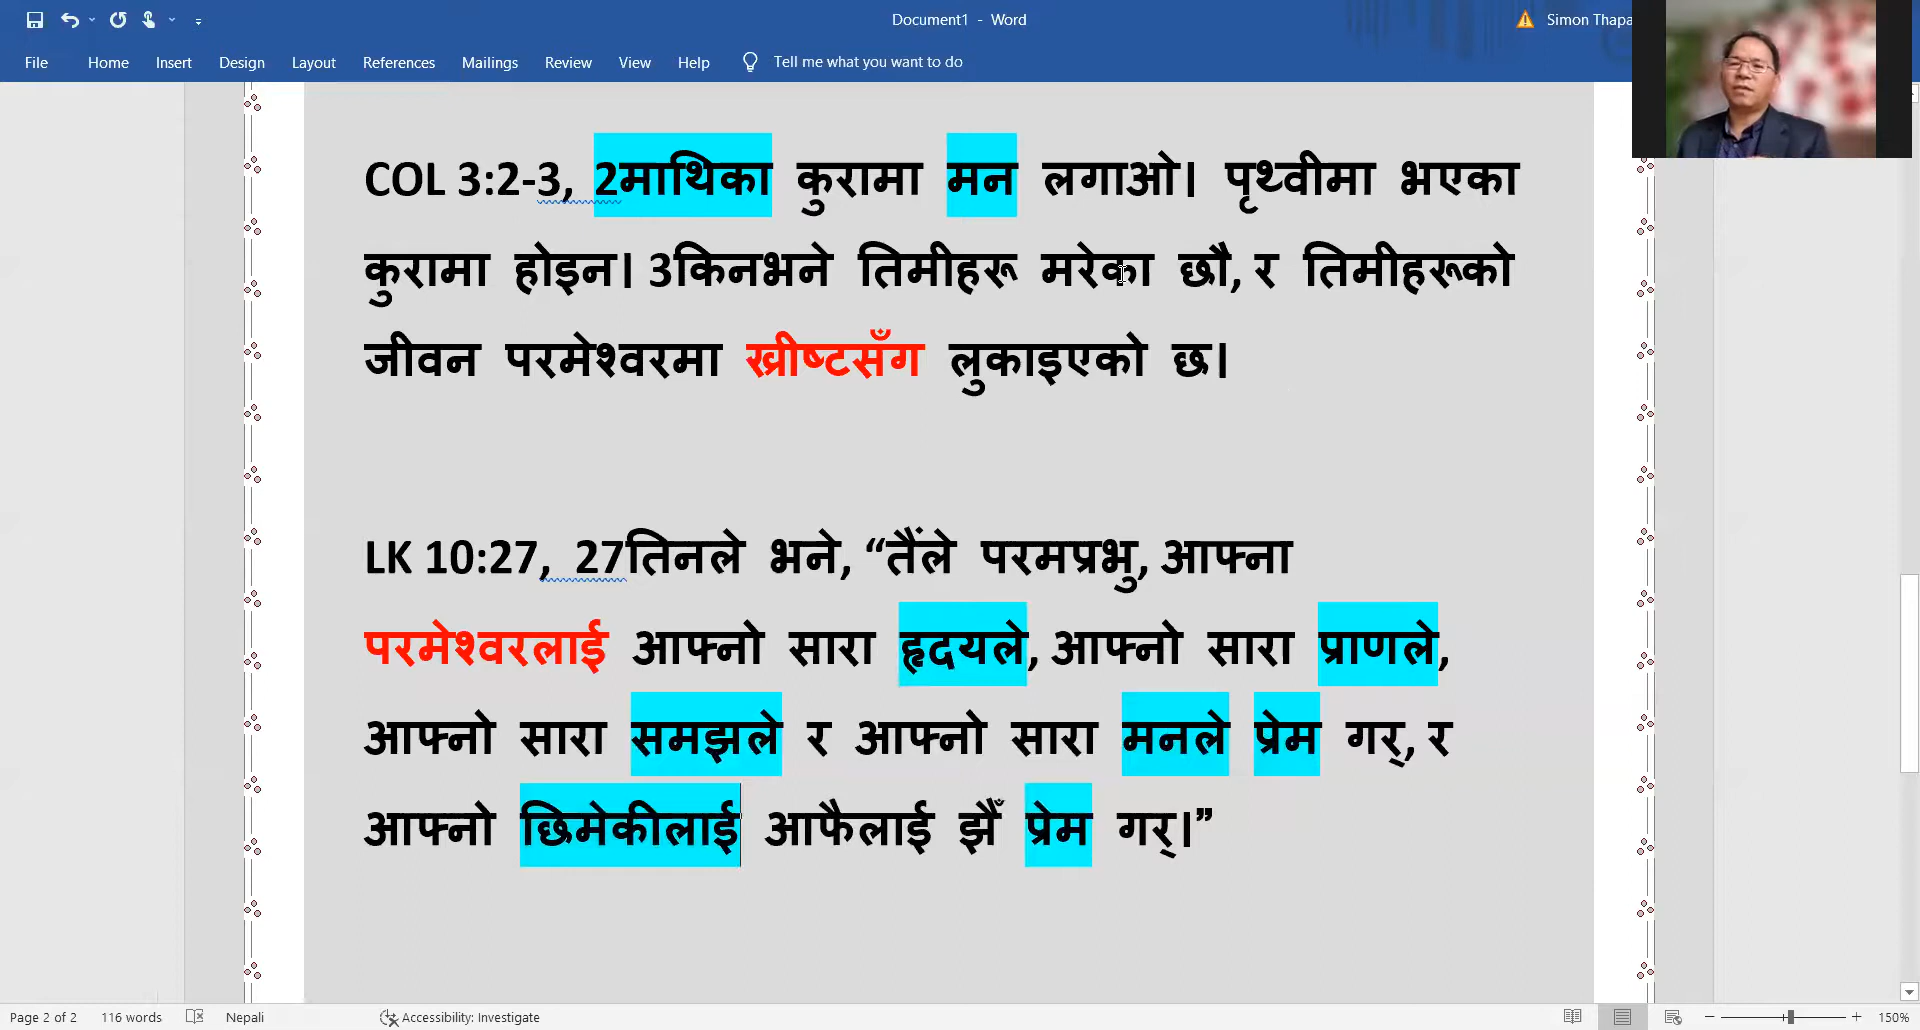 Document1 - Word
Simon Thapa
File Home Insert Design Layout References Mailings Review View Help Tell me what you want to do
COL 3:2-3, 2माथिका कुरामा मन लगाओ। पृथ्वीमा भएका
कुरामा होइन। 3किनभने तिमीहरू मरेका छौ, र तिमीहरूको
जीवन परमेश्वरमा ख्रीष्टसँग लुकाइएको छ।
LK 10:27, 27तिनले भने, “तैंले परमप्रभु, आफ्ना
परमेश्वरलाई आफ्नो सारा हृदयले, आफ्नो सारा प्राणले,
आफ्नो सारा समझले र आफ्नो सारा मनले प्रेम गर्, र
आफ्नो छिमेकीलाई आफैलाई झैँ प्रेम गर्।”
Page 2 of 2 116 words Nepali Accessibility: Investigate 150%